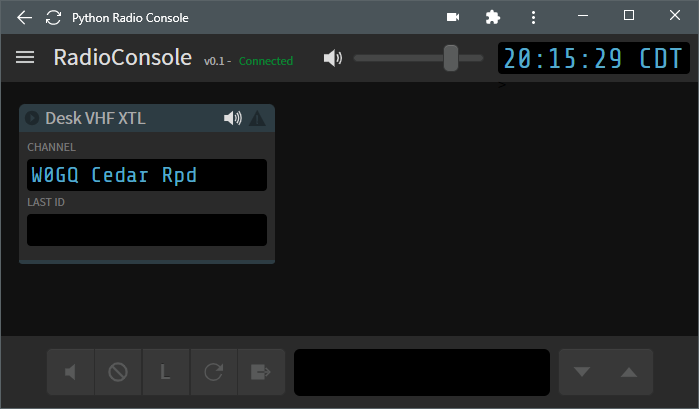 Python Radio Console
RadioConsole v0.1 - Connected 20:15:29 CDT
Desk VHF XTL
CHANNEL
W0GQ Cedar Rpd
LAST ID
L